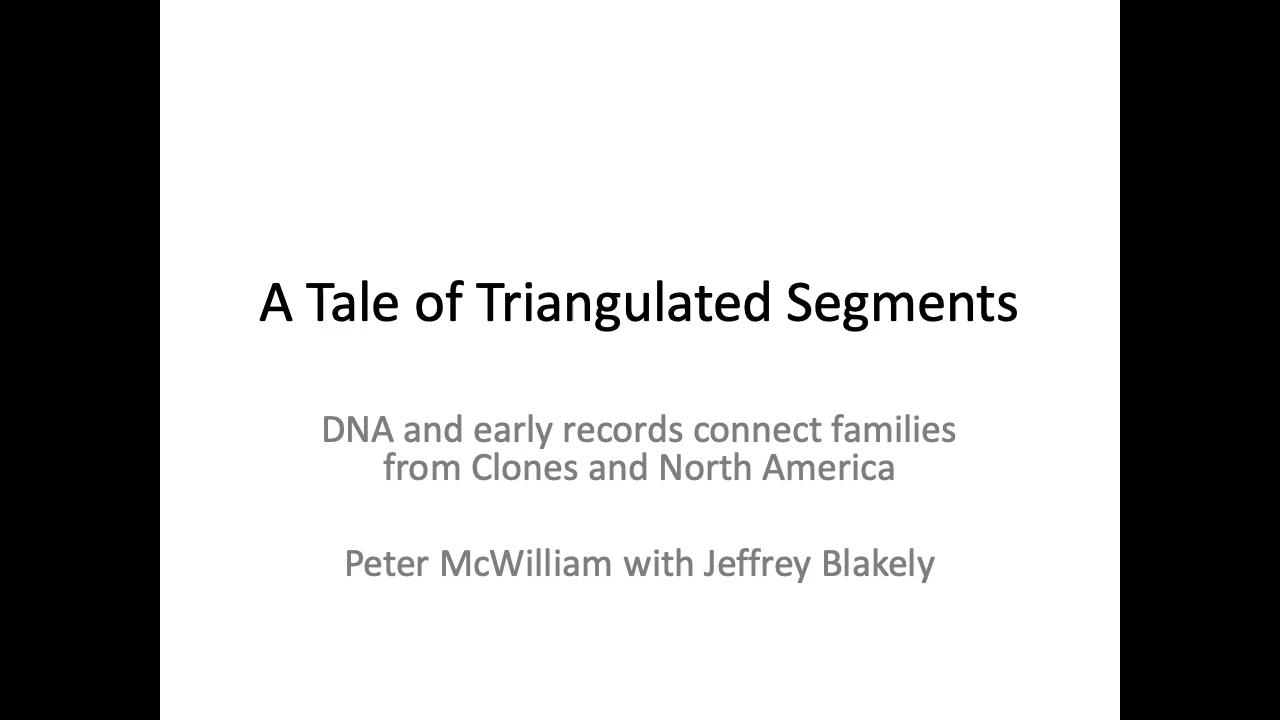 A Tale of Triangulated Segments
DNA and early records connect families
from Clones and North America
Peter McWilliam with Jeffrey Blakely